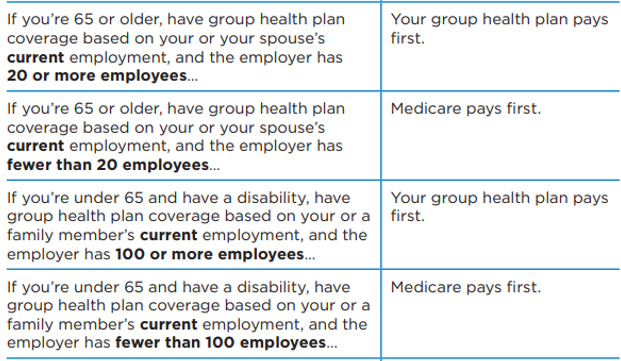 If you're 65 or older, have group health plan
coverage based on your or your spouse's
current employment, and the employer has
20 or more employees...
Your group health plan pays
first.
If you're 65 or older, have group health plan
coverage based on your or your spouse's
current employment, and the employer has
fewer than 20 employees...
Medicare pays first.
If you're under 65 and have a disability, have
group health plan coverage based on your or a
family member's current employment, and the
employer has 100 or more employees...
Your group health plan pays
first.
If you're under 65 and have a disability, have
group health plan coverage based on your or a
family member's current employment, and the
employer has fewer than 100 employees...
Medicare pays first.